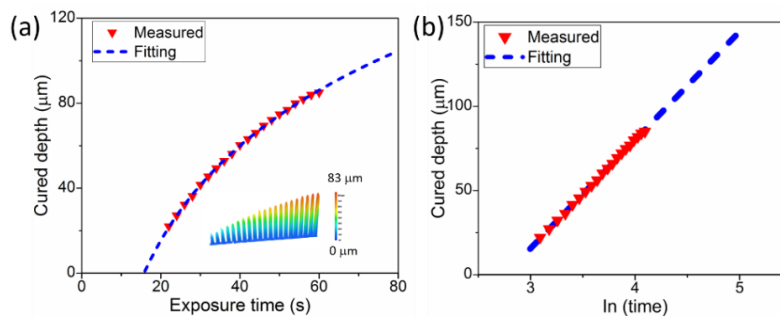 (a)
Measured
Fitting
120
80
40
0
Cured depth (μm)
83 μm
0 μm
0 20 40 60 80
Exposure time (s)
(b)
Measured
Fitting
150
100
50
0
Cured depth (μm)
3 4 5
ln (time)